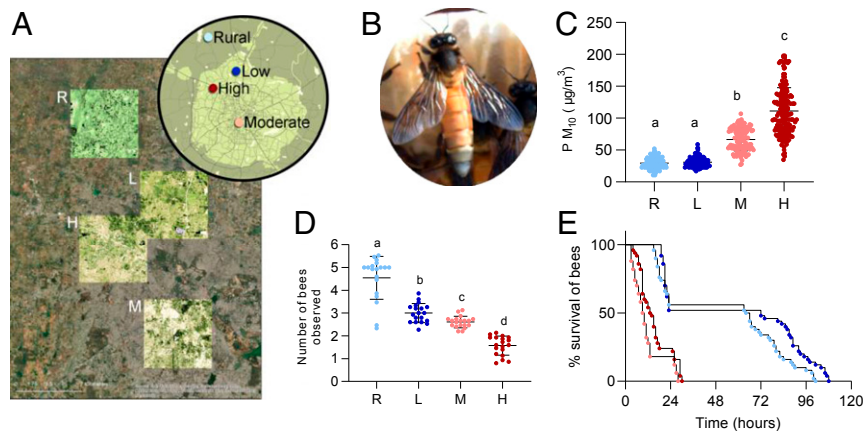 A
Rural
Low
High
Moderate
R
L
H
M
B
C
P M10 ( µg/m3)
250
200
150
100
50
0
a
a
b
c
R
L
M
H
D
Number of bees
observed
6
5
4
3
2
1
0
a
b
c
d
R
L
M
H
E
% survival of bees
100
50
0
0
24
48
72
96
120
Time (hours)